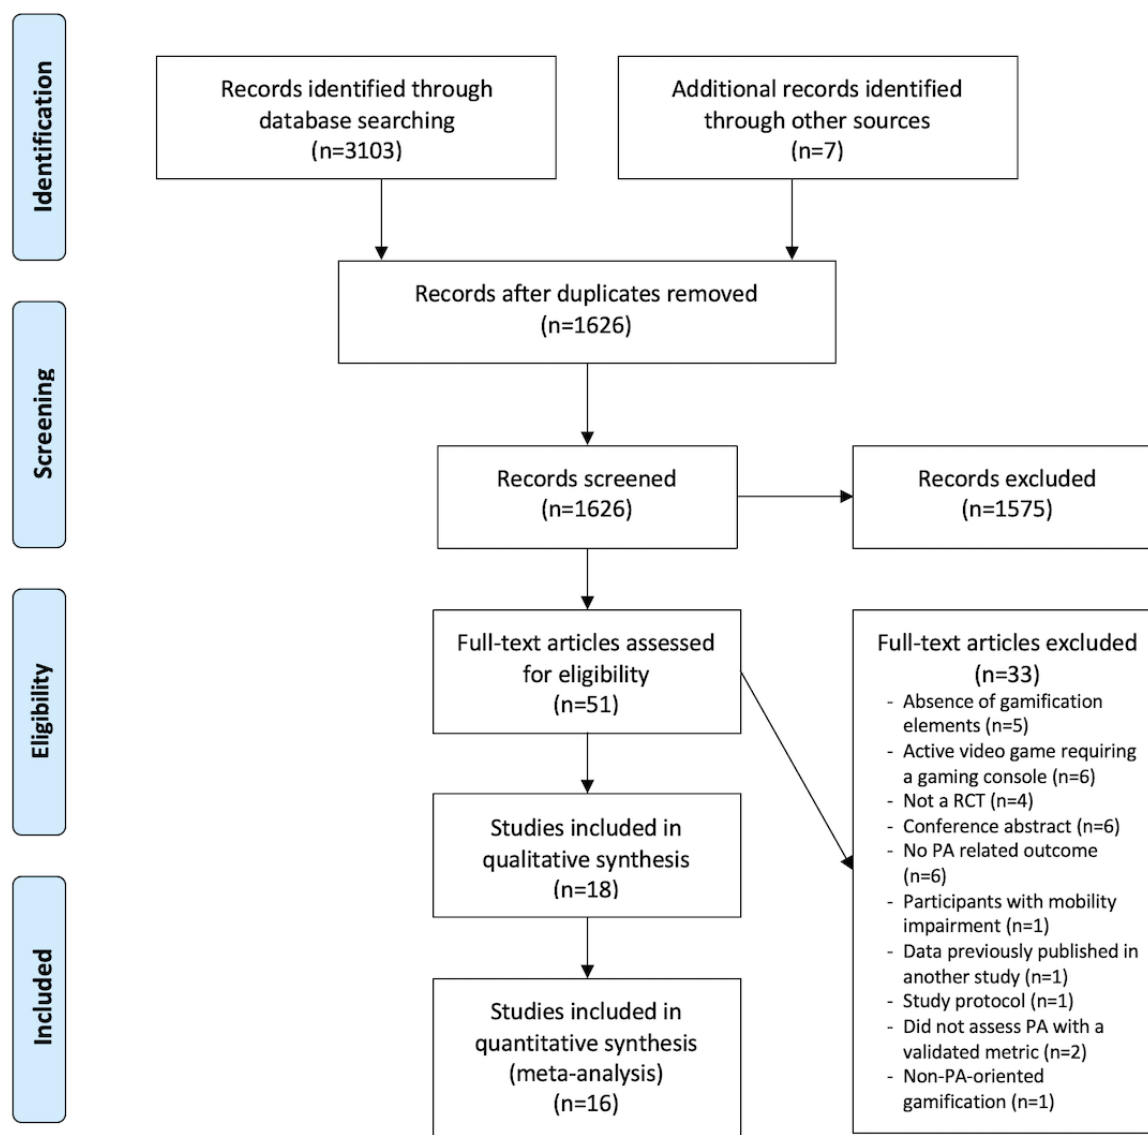 Identification
Records identified through
database searching
(n=3103)
Additional records identified
through other sources
(n=7)
Records after duplicates removed
(n=1626)
Screening
Records screened
(n=1626)
Records excluded
(n=1575)
Eligibility
Full-text articles assessed
for eligibility
(n=51)
Full-text articles excluded
(n=33)
- Absence of gamification
elements (n=5)
- Active video game requiring
a gaming console (n=6)
- Not a RCT (n=4)
- Conference abstract (n=6)
- No PA related outcome
(n=6)
- Participants with mobility
impairment (n=1)
- Data previously published in
another study (n=1)
- Study protocol (n=1)
- Did not assess PA with a
validated metric (n=2)
- Non-PA-oriented
gamification (n=1)
Studies included in
qualitative synthesis
(n=18)
Included
Studies included in
quantitative synthesis
(meta-analysis)
(n=16)